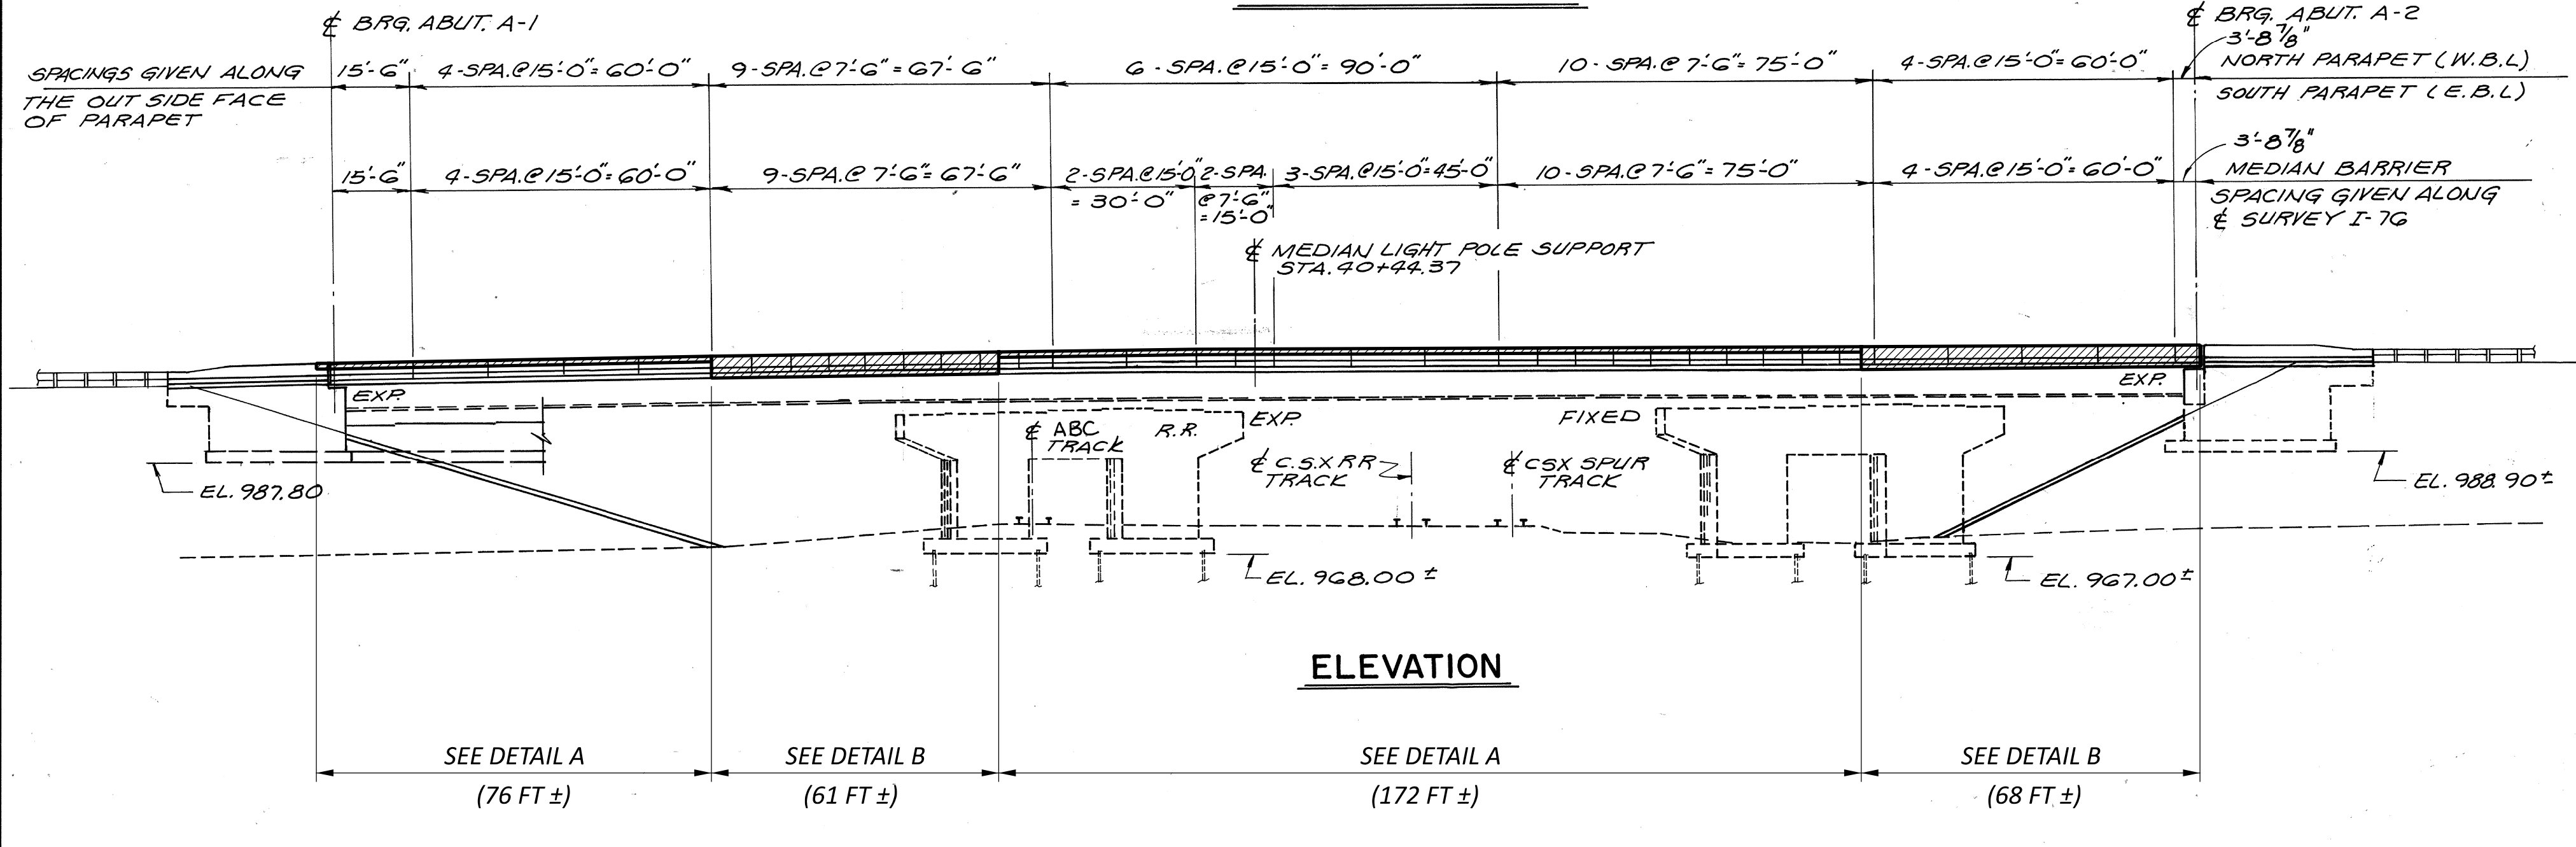 ℄ BRG. ABUT. A-1
℄ BRG. ABUT. A-2
3'-8 7/8"
SPACINGS GIVEN ALONG
THE OUT SIDE FACE
OF PARAPET
15'-6"
4-SPA.@15'-0"=60'-0"
9-SPA.@7'-6"=67'-6"
6-SPA.@15'-0"=90'-0"
10-SPA.@7'-6"=75'-0"
4-SPA.@15'-0"=60'-0"
NORTH PARAPET (W.B.L)
SOUTH PARAPET (E.B.L)
3'-8 7/8"
15'-6"
4-SPA.@15'-0"=60'-0"
9-SPA.@7'-6"=67'-6"
2-SPA.@15'-0"
= 30'-0"
2-SPA.
@7'-6"
=15'-0"
3-SPA.@15'-0"=45'-0"
10-SPA.@7'-6"=75'-0"
4-SPA.@15'-0"=60'-0"
MEDIAN BARRIER
SPACING GIVEN ALONG
℄ SURVEY I-76
℄ MEDIAN LIGHT POLE SUPPORT
STA. 40+44.37
EXP.
EXP.
EXP.
FIXED
℄ ABC R.R.
TRACK
℄ C.S.X RR
TRACK
℄ CSX SPUR
TRACK
EL. 987.80
EL. 988.90±
EL. 968.00±
EL. 967.00±
ELEVATION
SEE DETAIL A
(76 FT ±)
SEE DETAIL B
(61 FT ±)
SEE DETAIL A
(172 FT ±)
SEE DETAIL B
(68 FT ±)